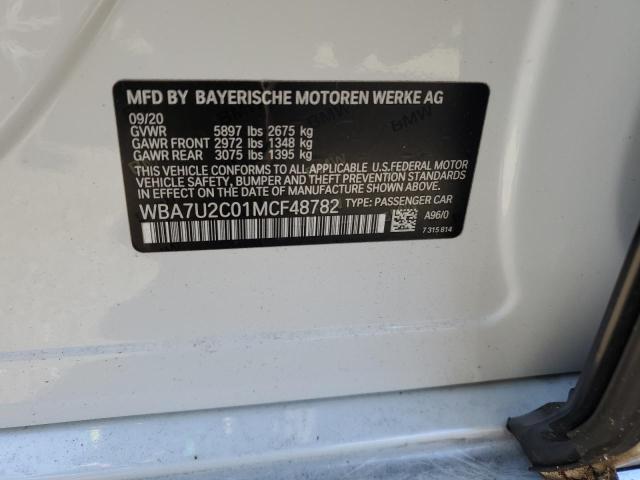 MFD BY BAYERISCHE MOTOREN WERKE AG
09/20
GVWR 5897 lbs 2675 kg
GAWR FRONT 2972 lbs 1348 kg
GAWR REAR 3075 lbs 1395 kg
THIS VEHICLE CONFORMS TO ALL APPLICABLE U.S.FEDERAL MOTOR
VEHICLE SAFETY, BUMPER, AND THEFT PREVENTION STANDARDS
IN EFFECT ON THE DATE OF MANUFACTURE SHOWN ABOVE.
WBA7U2C01MCF48782 TYPE: PASSENGER CAR
A96/0
7 315 814
BMW
BMW